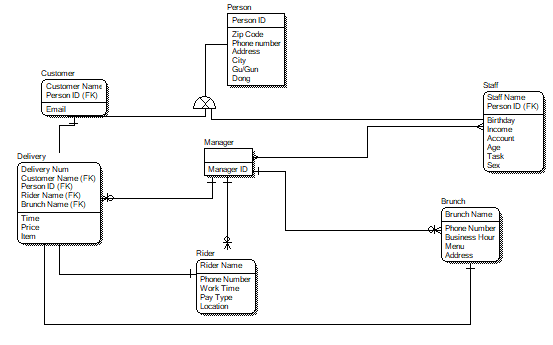 Person
Person ID
Zip Code
Phone number
Address
City
Gu/Gun
Dong
Customer
Customer Name
Person ID (FK)
Email
Staff
Staff Name
Person ID (FK)
Birthday
Income
Account
Age
Task
Sex
Manager
Manager ID
Delivery
Delivery Num
Customer Name (FK)
Person ID (FK)
Rider Name (FK)
Brunch Name (FK)
Time
Price
Item
Brunch
Brunch Name
Phone Number
Business Hour
Menu
Address
Rider
Rider Name
Phone Number
Work Time
Pay Type
Location